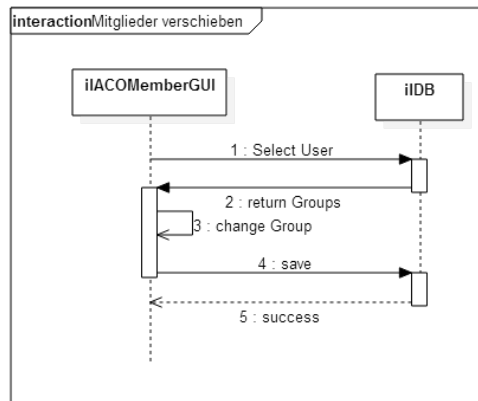 interactionMitglieder verschieben
ilACOMemberGUI
ilDB
1 : Select User
2 : return Groups
3 : change Group
4 : save
5 : success